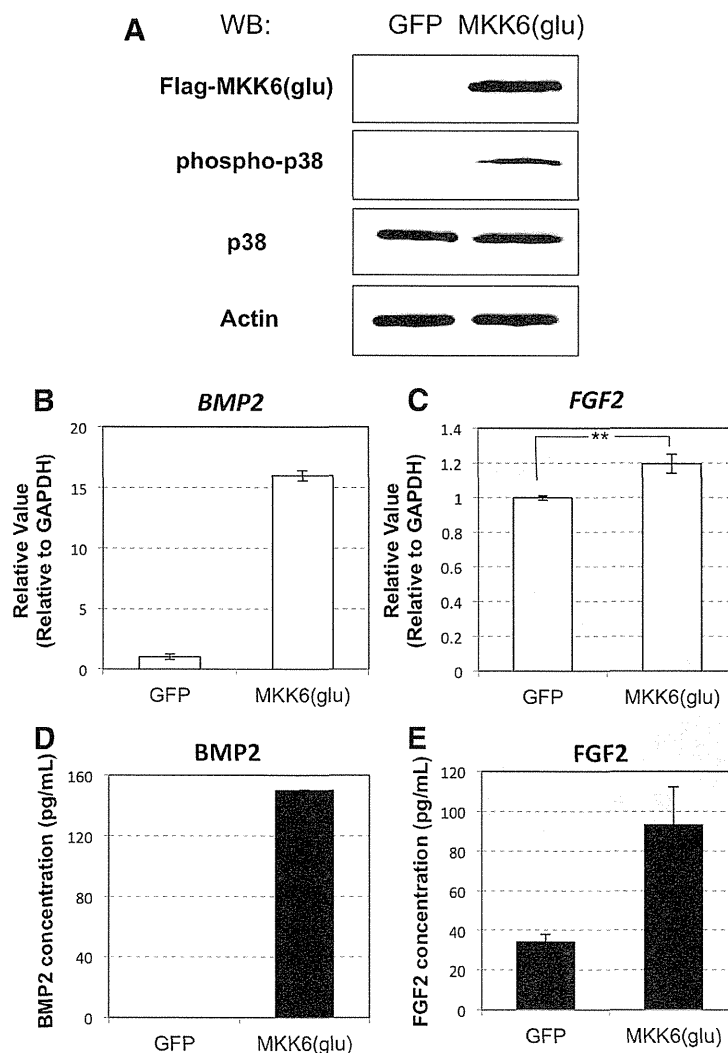 A WB: GFP MKK6(glu)
Flag-MKK6(glu)
phospho-p38
p38
Actin
B BMP2
Relative Value
(Relative to GAPDH)
20
15
10
5
0
GFP MKK6(glu)
C FGF2
Relative Value
(Relative to GAPDH)
1.4
1.2
1
0.8
0.6
0.4
0.2
0
**
GFP MKK6(glu)
D BMP2
BMP2 concentration (pg/mL)
160
120
80
40
0
GFP MKK6(glu)
E FGF2
FGF2 concentration (pg/mL)
120
100
80
60
40
20
0
GFP MKK6(glu)